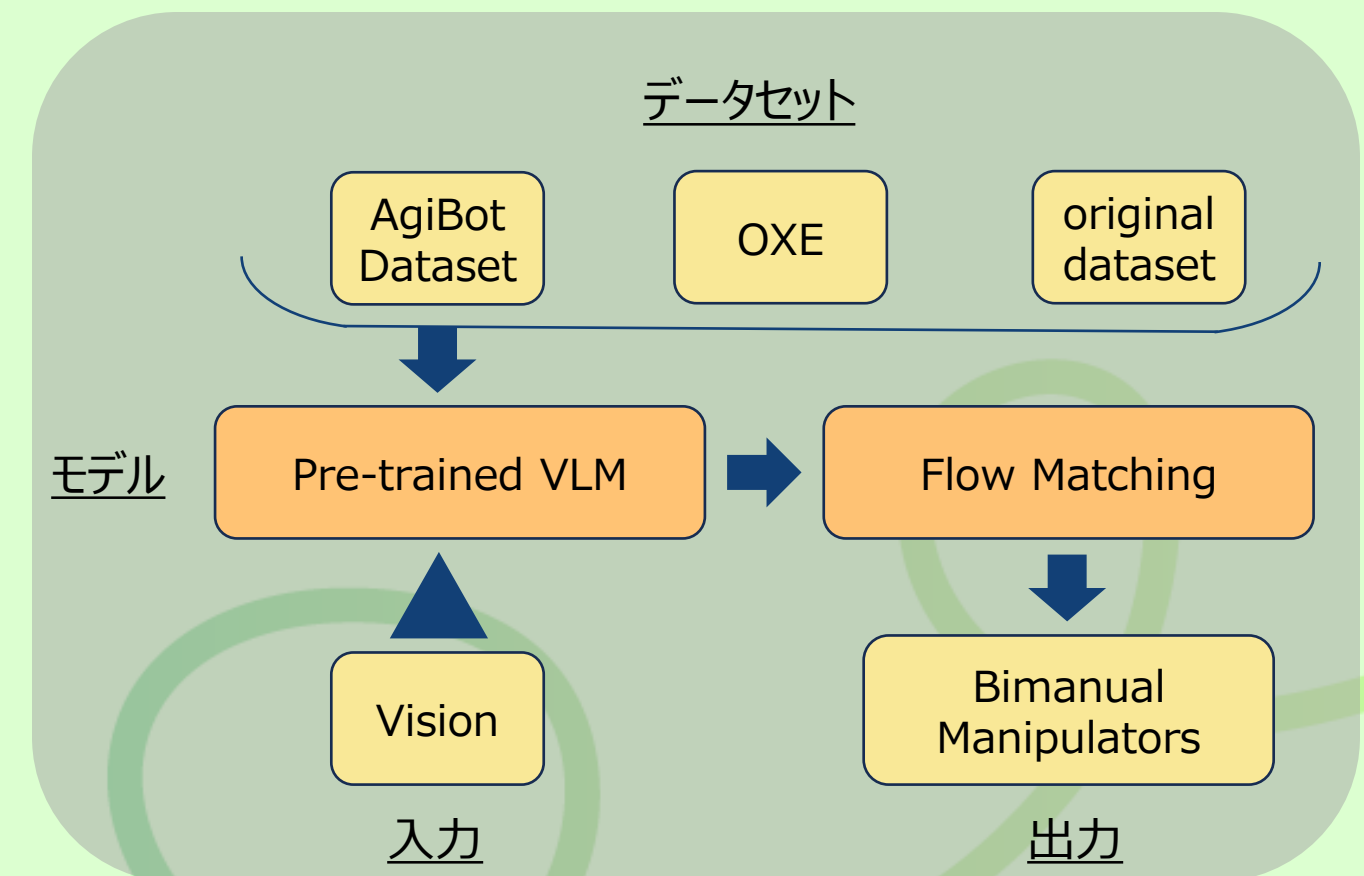 データセット
AgiBot
Dataset
OXE
original
dataset
モデル
Pre-trained VLM
Flow Matching
Vision
Bimanual
Manipulators
入力
出力